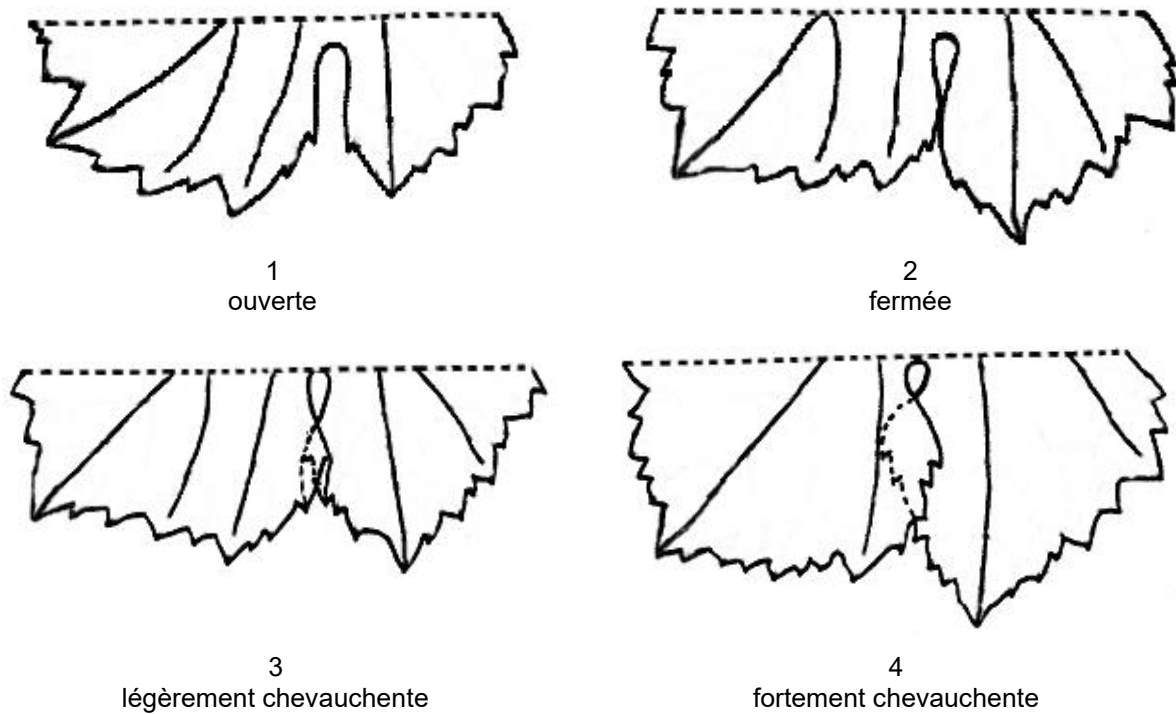 1
ouverte
2
fermée
3
légèrement chevauchente
4
fortement chevauchente